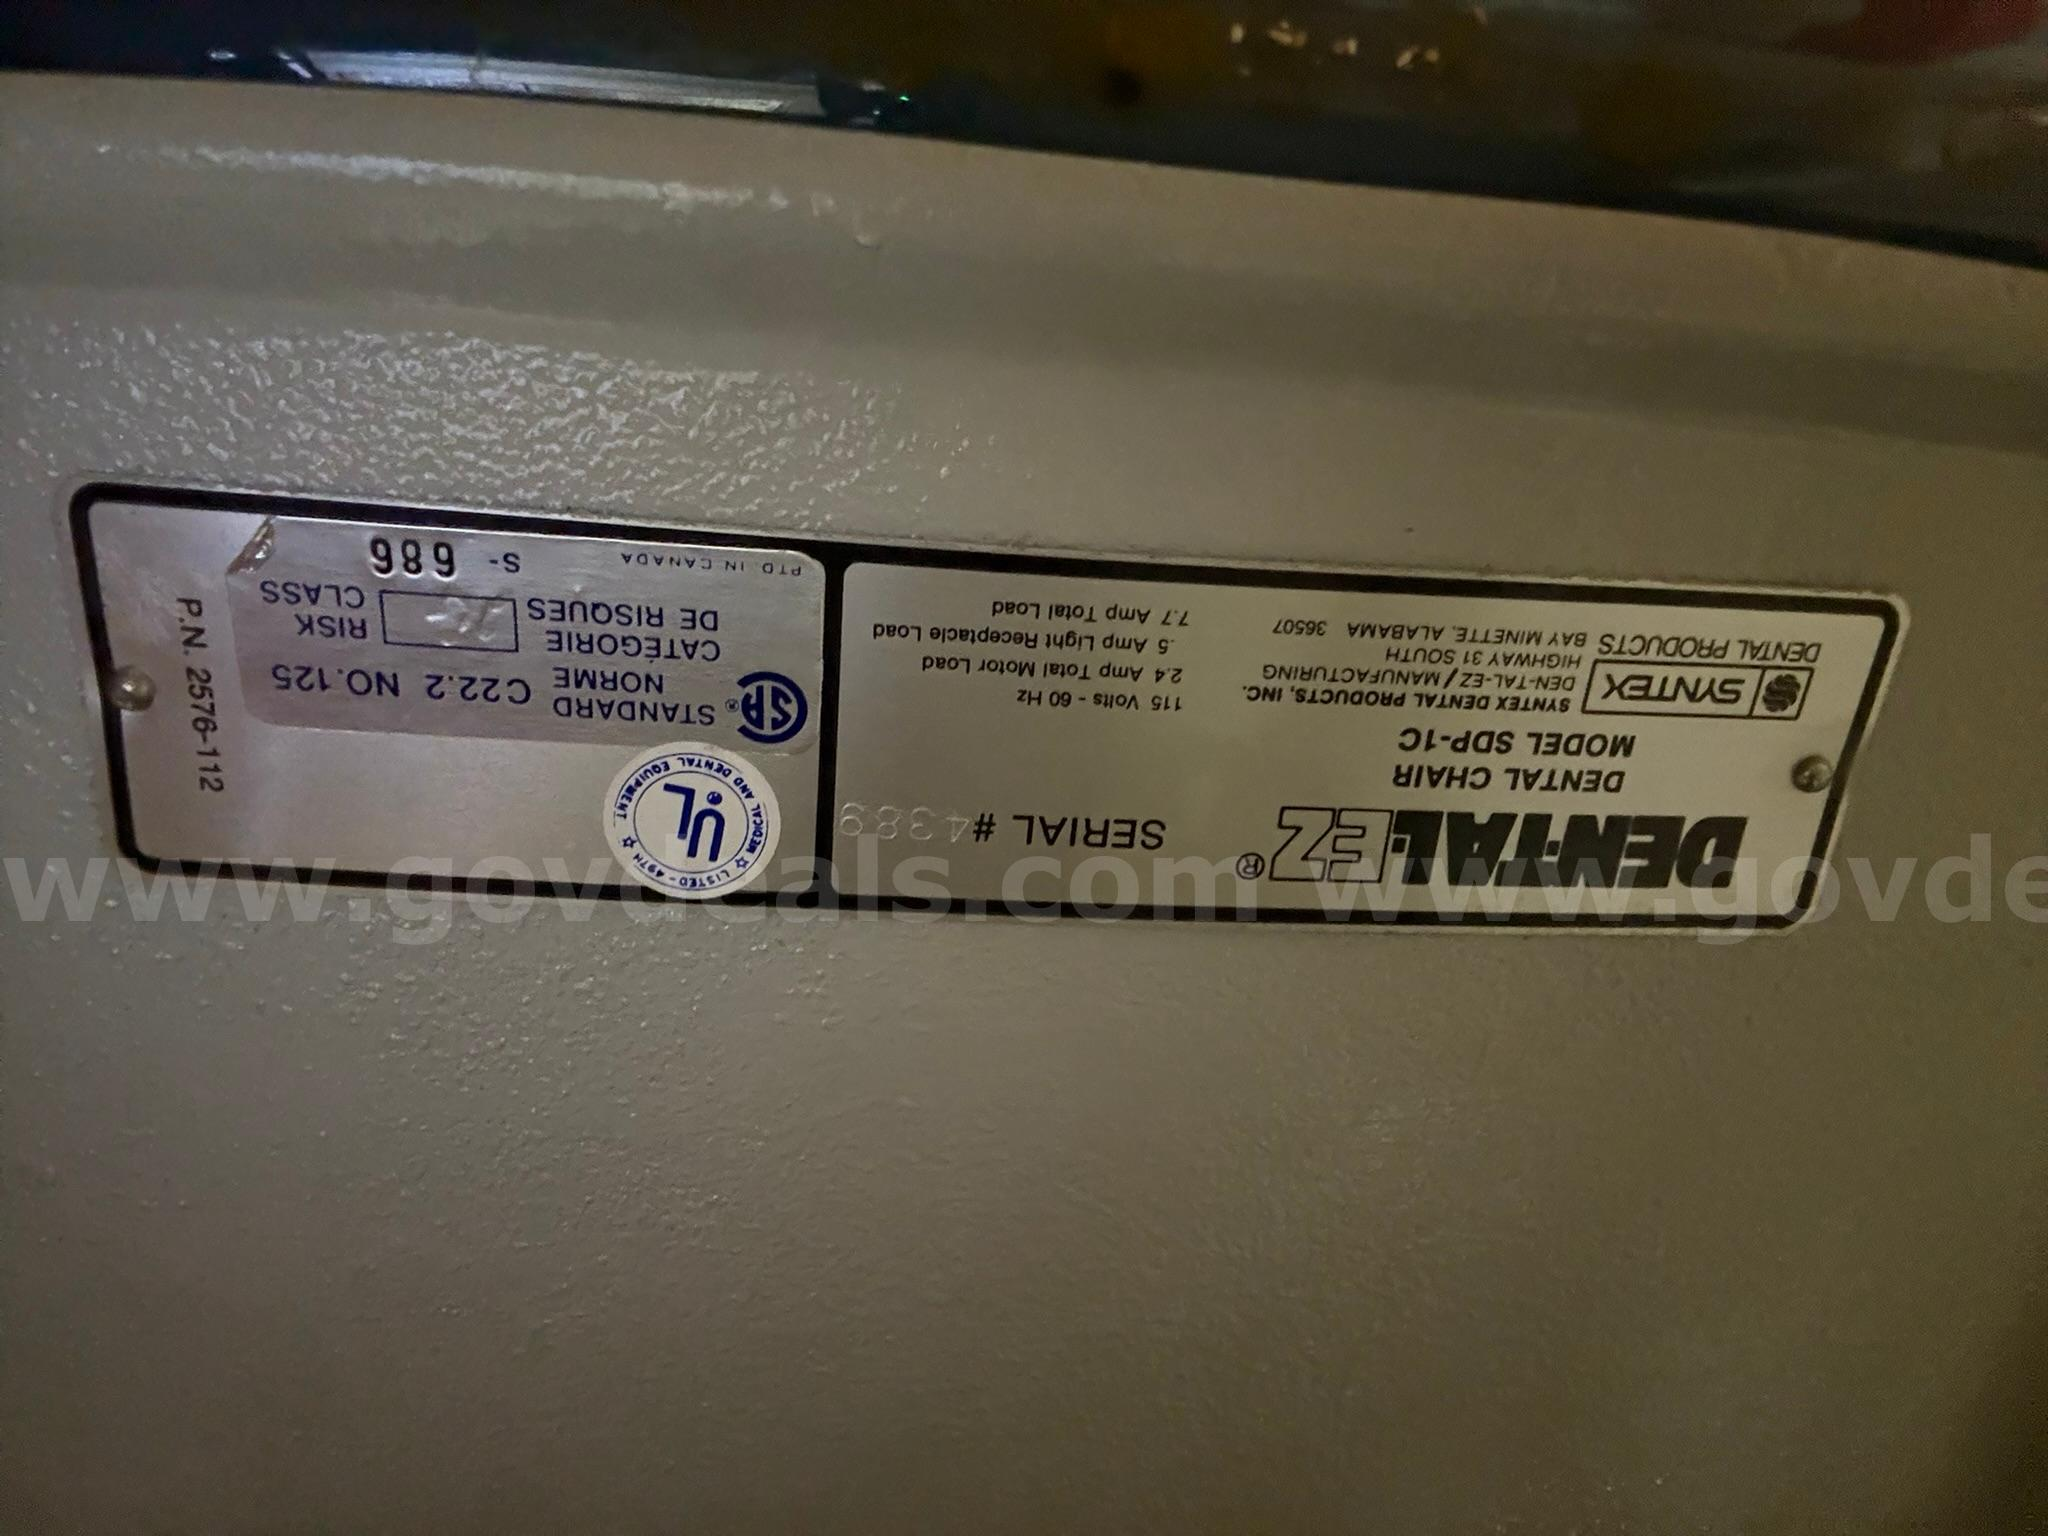 DEN-TAL-EZ®
SERIAL #4389
DENTAL CHAIR
MODEL SDP-1C
SYNTEX
DENTAL PRODUCTS
SYNTEX DENTAL PRODUCTS, INC.
DEN-TAL-EZ / MANUFACTURING
HIGHWAY 31 SOUTH
BAY MINETTE, ALABAMA 36507
115 Volts - 60 Hz
2.4 Amp Total Motor Load
.5 Amp Light Receptacle Load
7.7 Amp Total Load
UL
MEDICAL AND DENTAL EQUIPMENT
LISTED - 49TH
SA®
STANDARD
NORME
C22.2 NO.125
CATÉGORIE
DE RISQUES
RISK
CLASS
PTD. IN CANADA
S- 686
P.N. 2576-112
www.govdeals.com www.govde